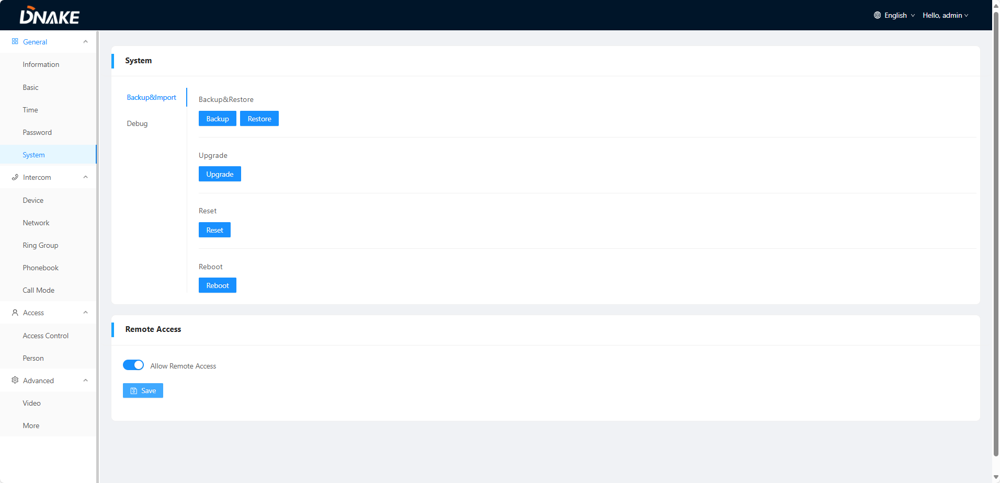 DNAKE
English
Hello, admin
General
Information
Basic
Time
Password
System
Intercom
Device
Network
Ring Group
Phonebook
Call Mode
Access
Access Control
Person
Advanced
Video
More
System
Backup&Import
Debug
Backup&Restore
Backup Restore
Upgrade
Upgrade
Reset
Reset
Reboot
Reboot
Remote Access
Allow Remote Access
Save